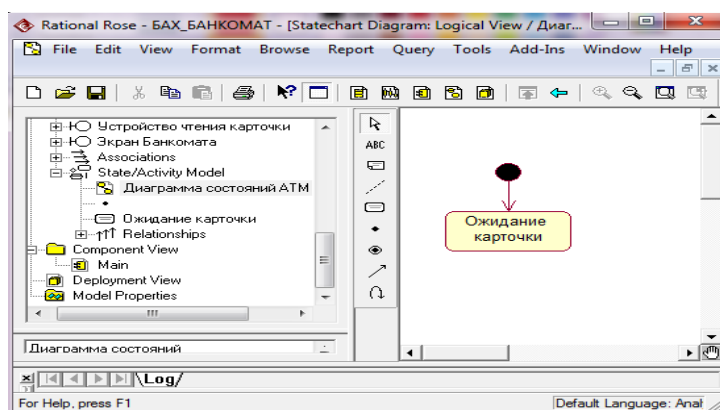 Rational Rose - БАХ_БАНКОМАТ - [Statechart Diagram: Logical View / Диаг...
File Edit View Format Browse Report Query Tools Add-Ins Window Help
Устройство чтения карточки
Экран Банкомата
Associations
State/Activity Model
Диаграмма состояний АТМ
Ожидание карточки
Relationships
Component View
Main
Deployment View
Model Properties
Диаграмма состояний
ABC
Ожидание
карточки
\Log/
For Help, press F1
Default Language: Anal